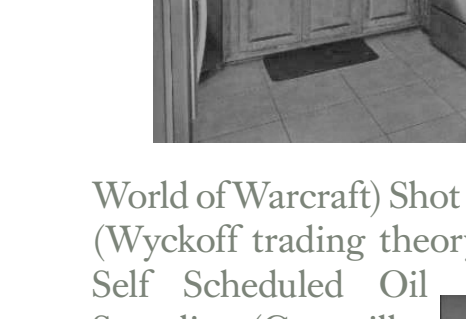 World of Warcraft) Shot
(Wyckoff trading theory
Self Scheduled Oil